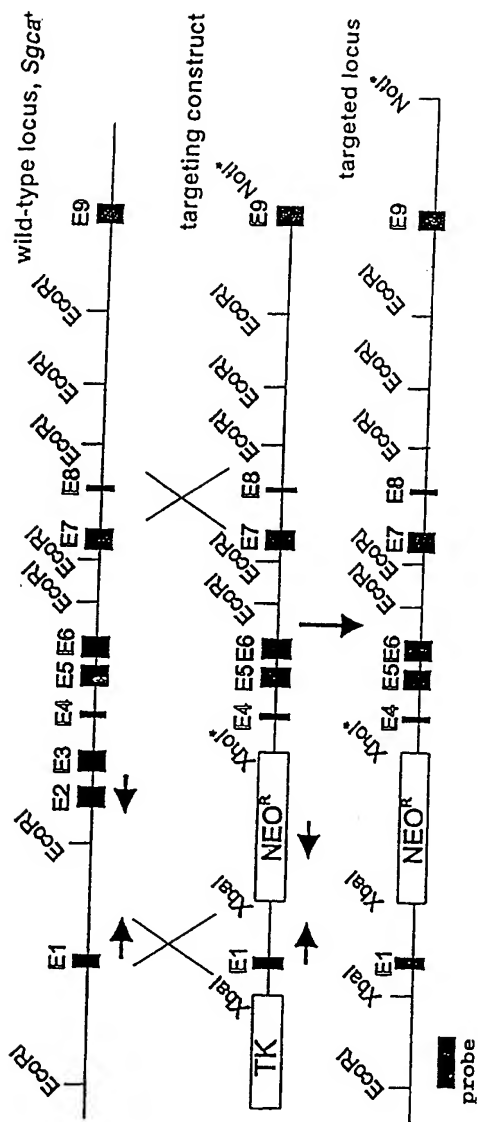 wild-type locus, Sgca⁺
EcoRI E1 EcoRI E2 E3 E4 E5 E6 EcoRI EcoRI E7 E8 EcoRI EcoRI EcoRI E9
targeting construct
TK XbaI E1 XbaI NEOᴿ XhoI* E4 E5E6 EcoRI EcoRI E7 E8 EcoRI EcoRI EcoRI E9 NotI*
targeted locus
EcoRI XbaI E1 XbaI NEOᴿ XhoI* E4 E5E6 EcoRI EcoRI E7 E8 EcoRI EcoRI EcoRI E9 NotI*
probe